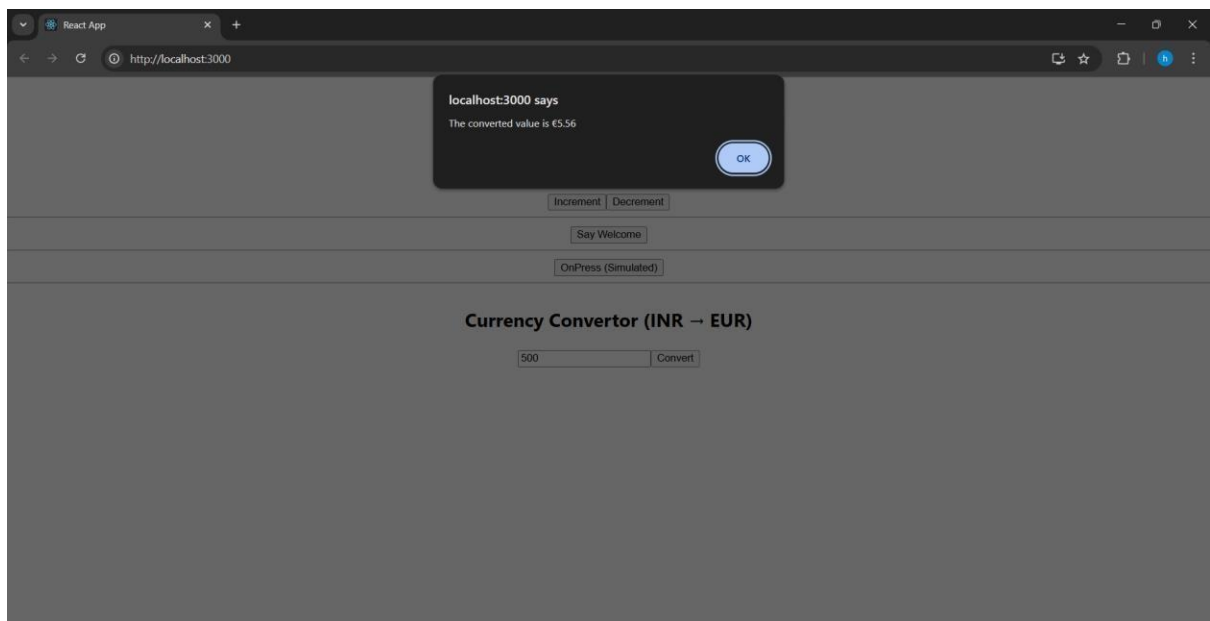 React App
http://localhost:3000
h
localhost:3000 says
The converted value is €5.56
OK
Increment Decrement
Say Welcome
OnPress (Simulated)
Currency Convertor (INR → EUR)
500 Convert